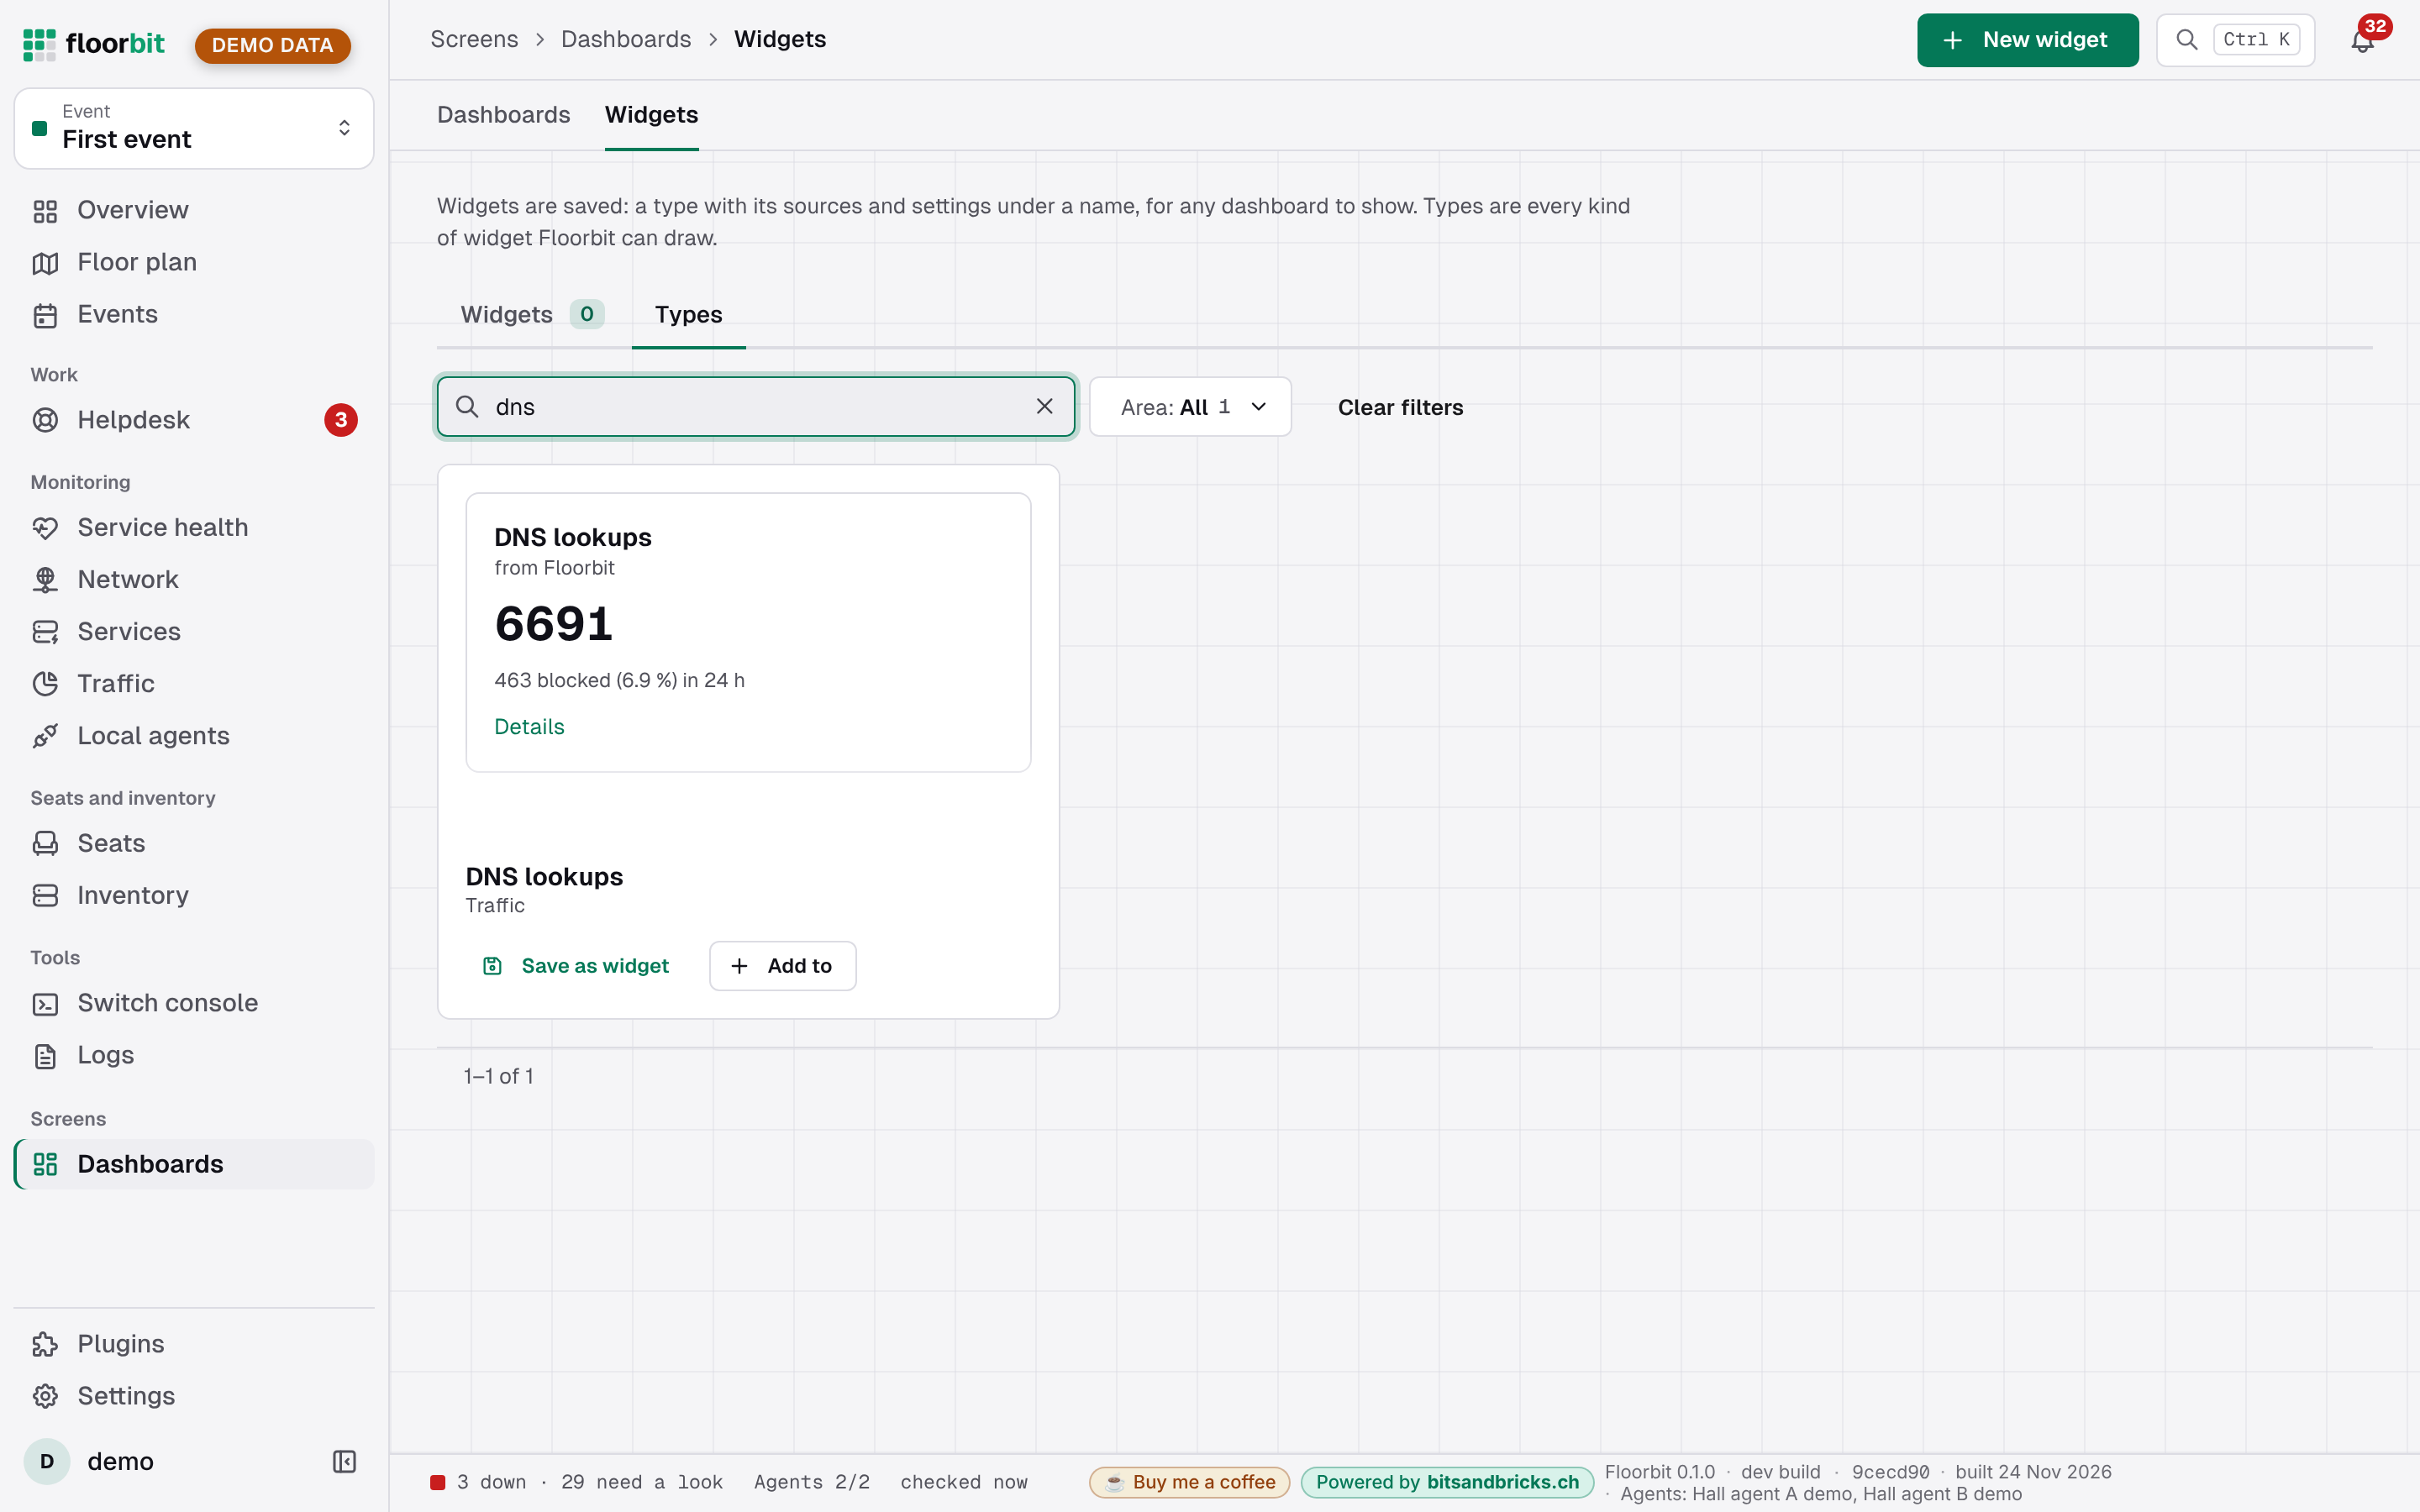 floorbit
DEMO DATA
Event
First event
Overview
Floor plan
Events
Work
Helpdesk
3
Monitoring
Service health
Network
Services
Traffic
Local agents
Seats and inventory
Seats
Inventory
Tools
Switch console
Logs
Screens
Dashboards
Plugins
Settings
D
demo
Screens
Dashboards
Widgets
New widget
Ctrl K
32
Dashboards
Widgets
Widgets are saved: a type with its sources and settings under a name, for any dashboard to show. Types are every kind
of widget Floorbit can draw.
Widgets 0
Types
dns
Area: All 1
Clear filters
DNS lookups
from Floorbit
6691
463 blocked (6.9 %) in 24 h
Details
DNS lookups
Traffic
Save as widget
Add to
1–1 of 1
3 down · 29 need a look
Agents 2/2
checked now
Buy me a coffee
Powered by bitsandbricks.ch
Floorbit 0.1.0 · dev build · 9cecd90 · built 24 Nov 2026
· Agents: Hall agent A demo, Hall agent B demo